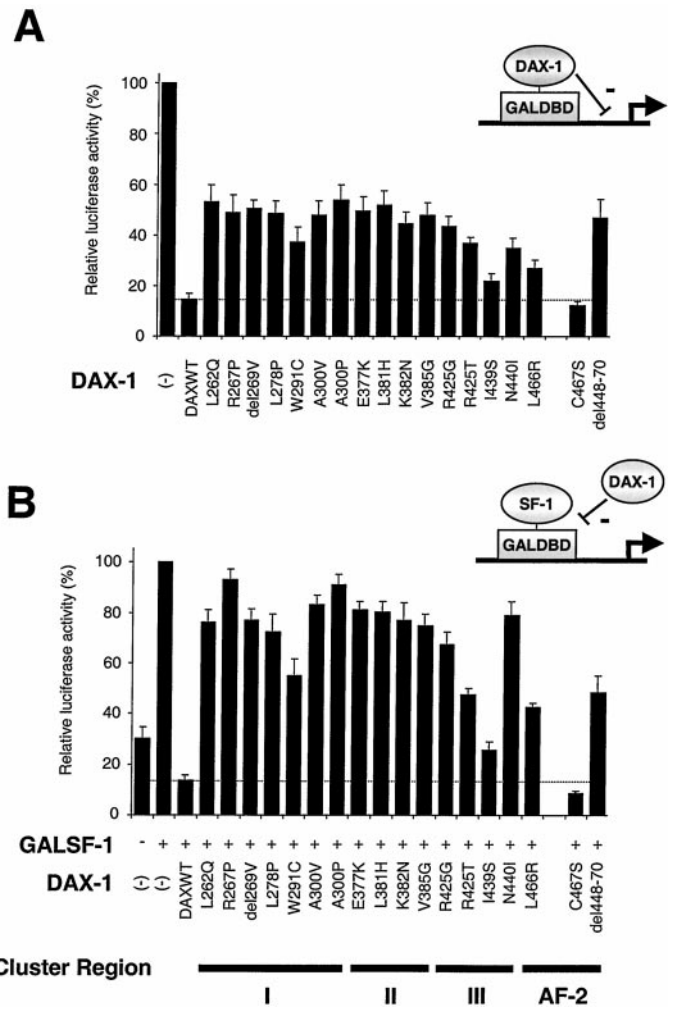 A
DAX-1
GALDBD
-
Relative luciferase activity (%)
100
80
60
40
20
0
DAX-1
(-)
DAXWT
L262Q
R267P
del269V
L278P
W291C
A300V
A300P
E377K
L381H
K382N
V385G
R425G
R425T
I439S
N440I
L466R
C467S
del448-70
B
SF-1
DAX-1
GALDBD
-
Relative luciferase activity (%)
100
80
60
40
20
0
GALSF-1 - + + + + + + + + + + + + + + + + + + + +
DAX-1
(-)
(-)
DAXWT
L262Q
R267P
del269V
L278P
W291C
A300V
A300P
E377K
L381H
K382N
V385G
R425G
R425T
I439S
N440I
L466R
C467S
del448-70
Cluster Region
I II III AF-2